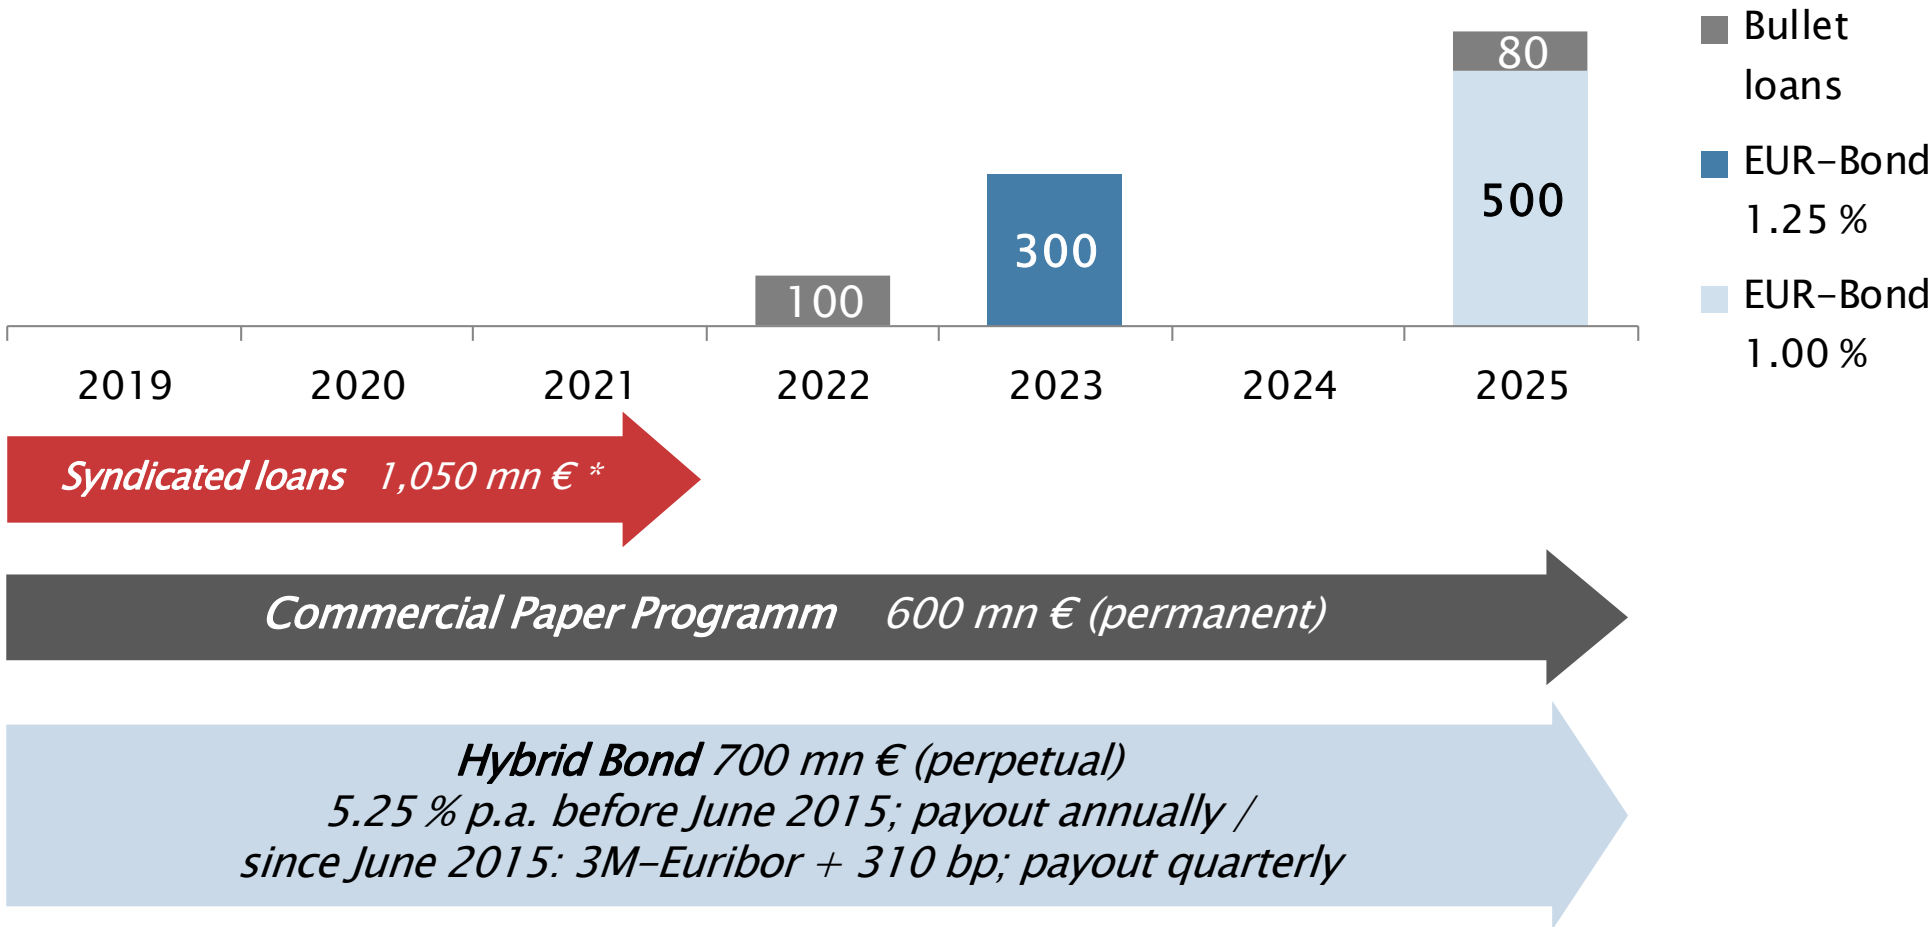 80
500
300
100
Bullet
loans
EUR-Bond
1.25 %
EUR-Bond
1.00 %
2019 2020 2021 2022 2023 2024 2025
Syndicated loans 1,050 mn € *
Commercial Paper Programm 600 mn € (permanent)
Hybrid Bond 700 mn € (perpetual)
5.25 % p.a. before June 2015; payout annually /
since June 2015: 3M-Euribor + 310 bp; payout quarterly